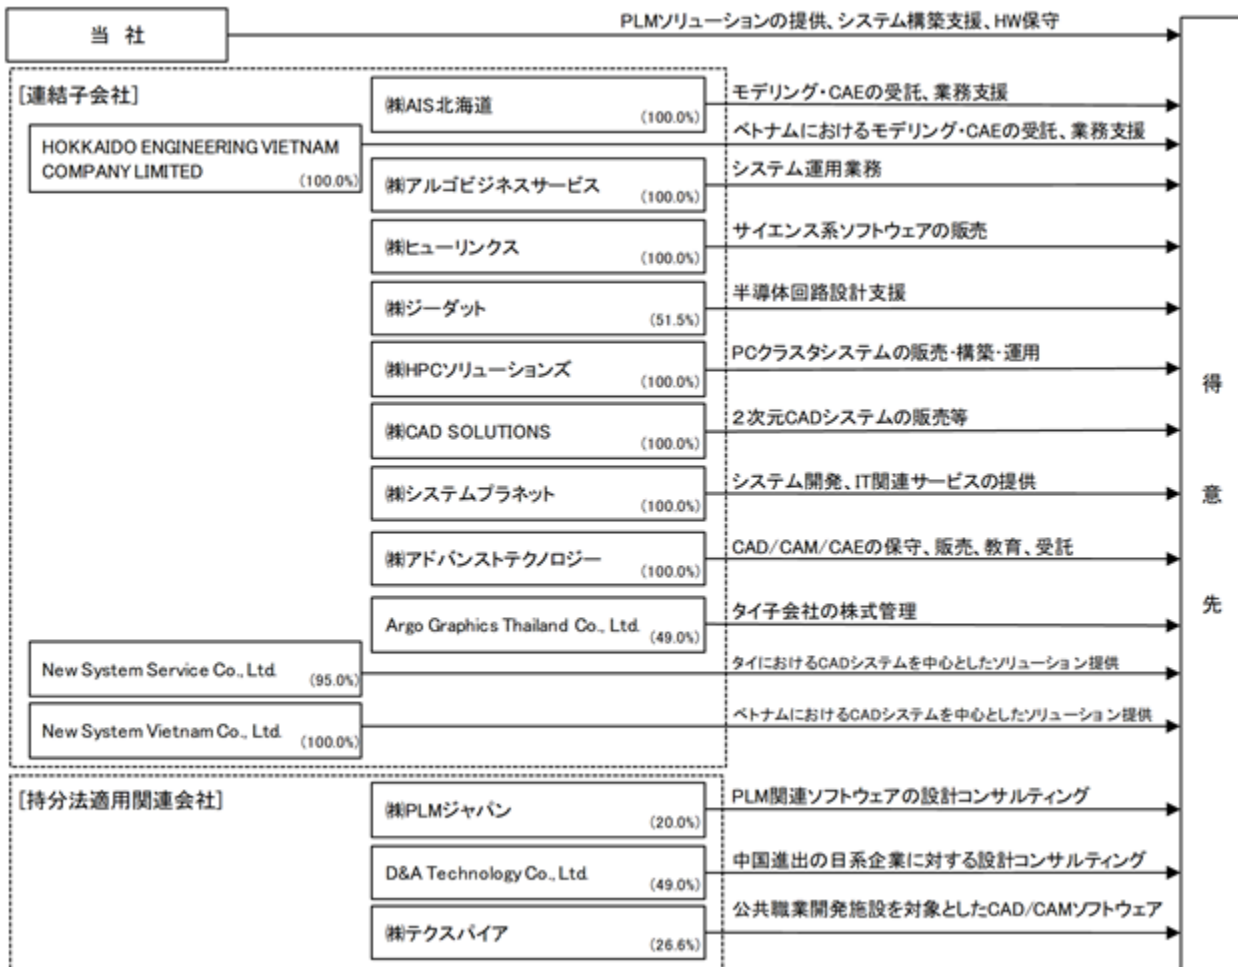 当 社
PLMソリューションの提供、システム構築支援、HW保守
[連結子会社]
㈱AIS北海道
(100.0%)
モデリング・CAEの受託、業務支援
HOKKAIDO ENGINEERING VIETNAM
COMPANY LIMITED
(100.0%)
ベトナムにおけるモデリング・CAEの受託、業務支援
㈱アルゴビジネスサービス
(100.0%)
システム運用業務
㈱ヒューリンクス
(100.0%)
サイエンス系ソフトウェアの販売
㈱ジーダット
(51.5%)
半導体回路設計支援
㈱HPCソリューションズ
(100.0%)
PCクラスタシステムの販売・構築・運用
㈱CAD SOLUTIONS
(100.0%)
2次元CADシステムの販売等
㈱システムプラネット
(100.0%)
システム開発、IT関連サービスの提供
㈱アドバンストテクノロジー
(100.0%)
CAD/CAM/CAEの保守、販売、教育、受託
Argo Graphics Thailand Co., Ltd.
(49.0%)
タイ子会社の株式管理
New System Service Co., Ltd.
(95.0%)
タイにおけるCADシステムを中心としたソリューション提供
New System Vietnam Co., Ltd.
(100.0%)
ベトナムにおけるCADシステムを中心としたソリューション提供
[持分法適用関連会社]
㈱PLMジャパン
(20.0%)
PLM関連ソフトウェアの設計コンサルティング
D&A Technology Co., Ltd.
(49.0%)
中国進出の日系企業に対する設計コンサルティング
㈱テクスパイア
(26.6%)
公共職業開発施設を対象としたCAD/CAMソフトウェア
得意先